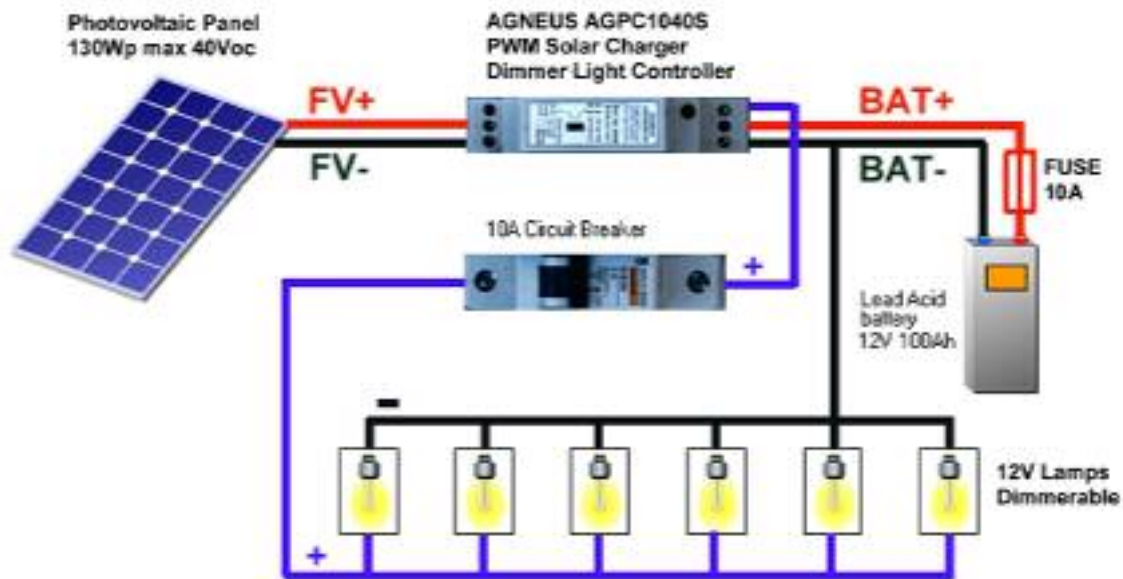 Photovoltaic Panel
130Wp max 40Voc
AGNEUS AGPC1040S
PWM Solar Charger
Dimmer Light Controller
FV+
FV-
BAT+
BAT-
FUSE
10A
10A Circuit Breaker
+
Lead Acid
battery
12V 100Ah
-
12V Lamps
Dimmerable
+